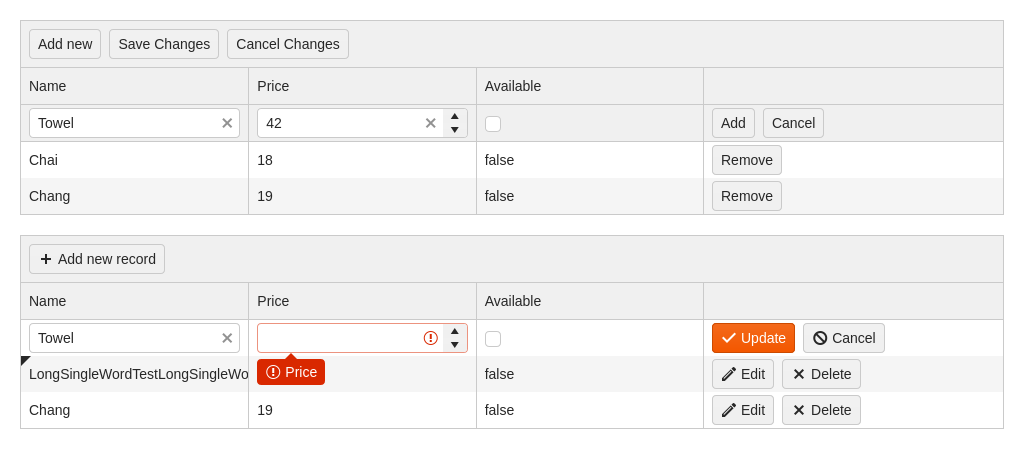 Add new Save Changes Cancel Changes
Name Price Available
Towel 42 Add Cancel
Chai 18 false Remove
Chang 19 false Remove
Add new record
Name Price Available
Towel Update Cancel
LongSingleWordTestLongSingleWo Price false Edit Delete
Chang 19 false Edit Delete